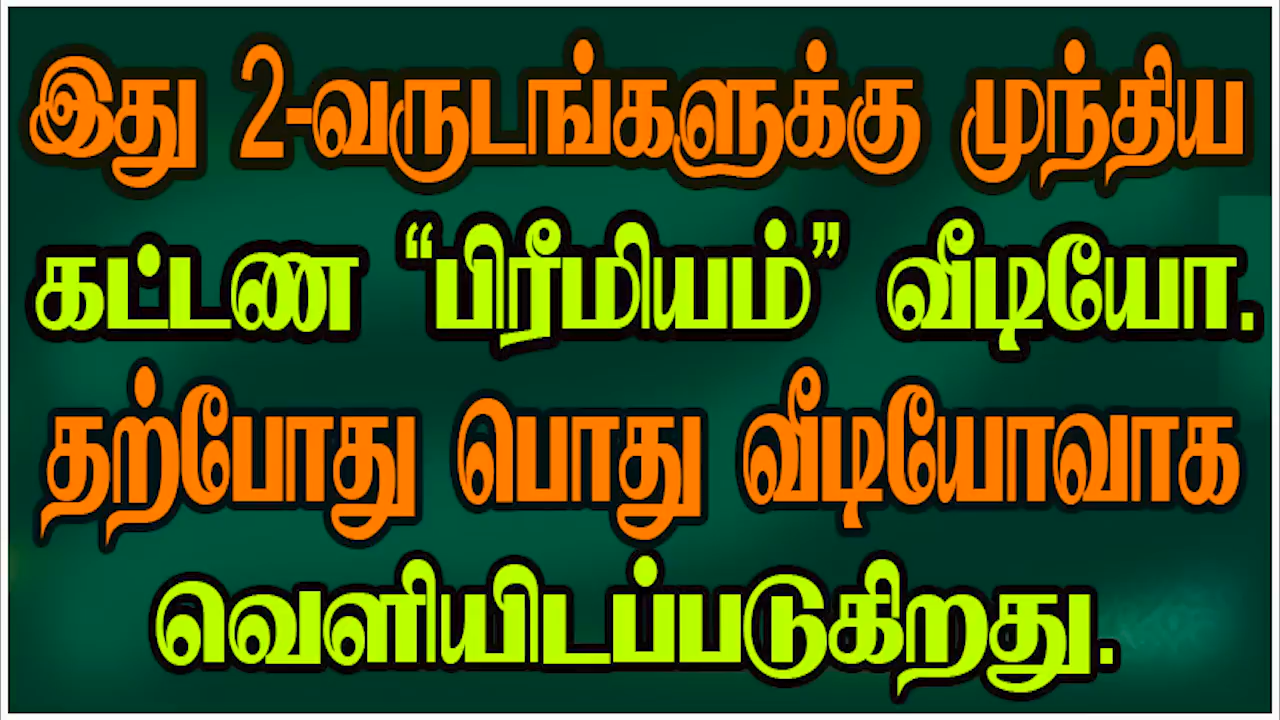 இது 2-வருடங்களுக்கு முந்திய
கட்டண “பிரீமியம்” வீடியோ.
தற்போது பொது வீடியோவாக
வெளியிடப்படுகிறது.